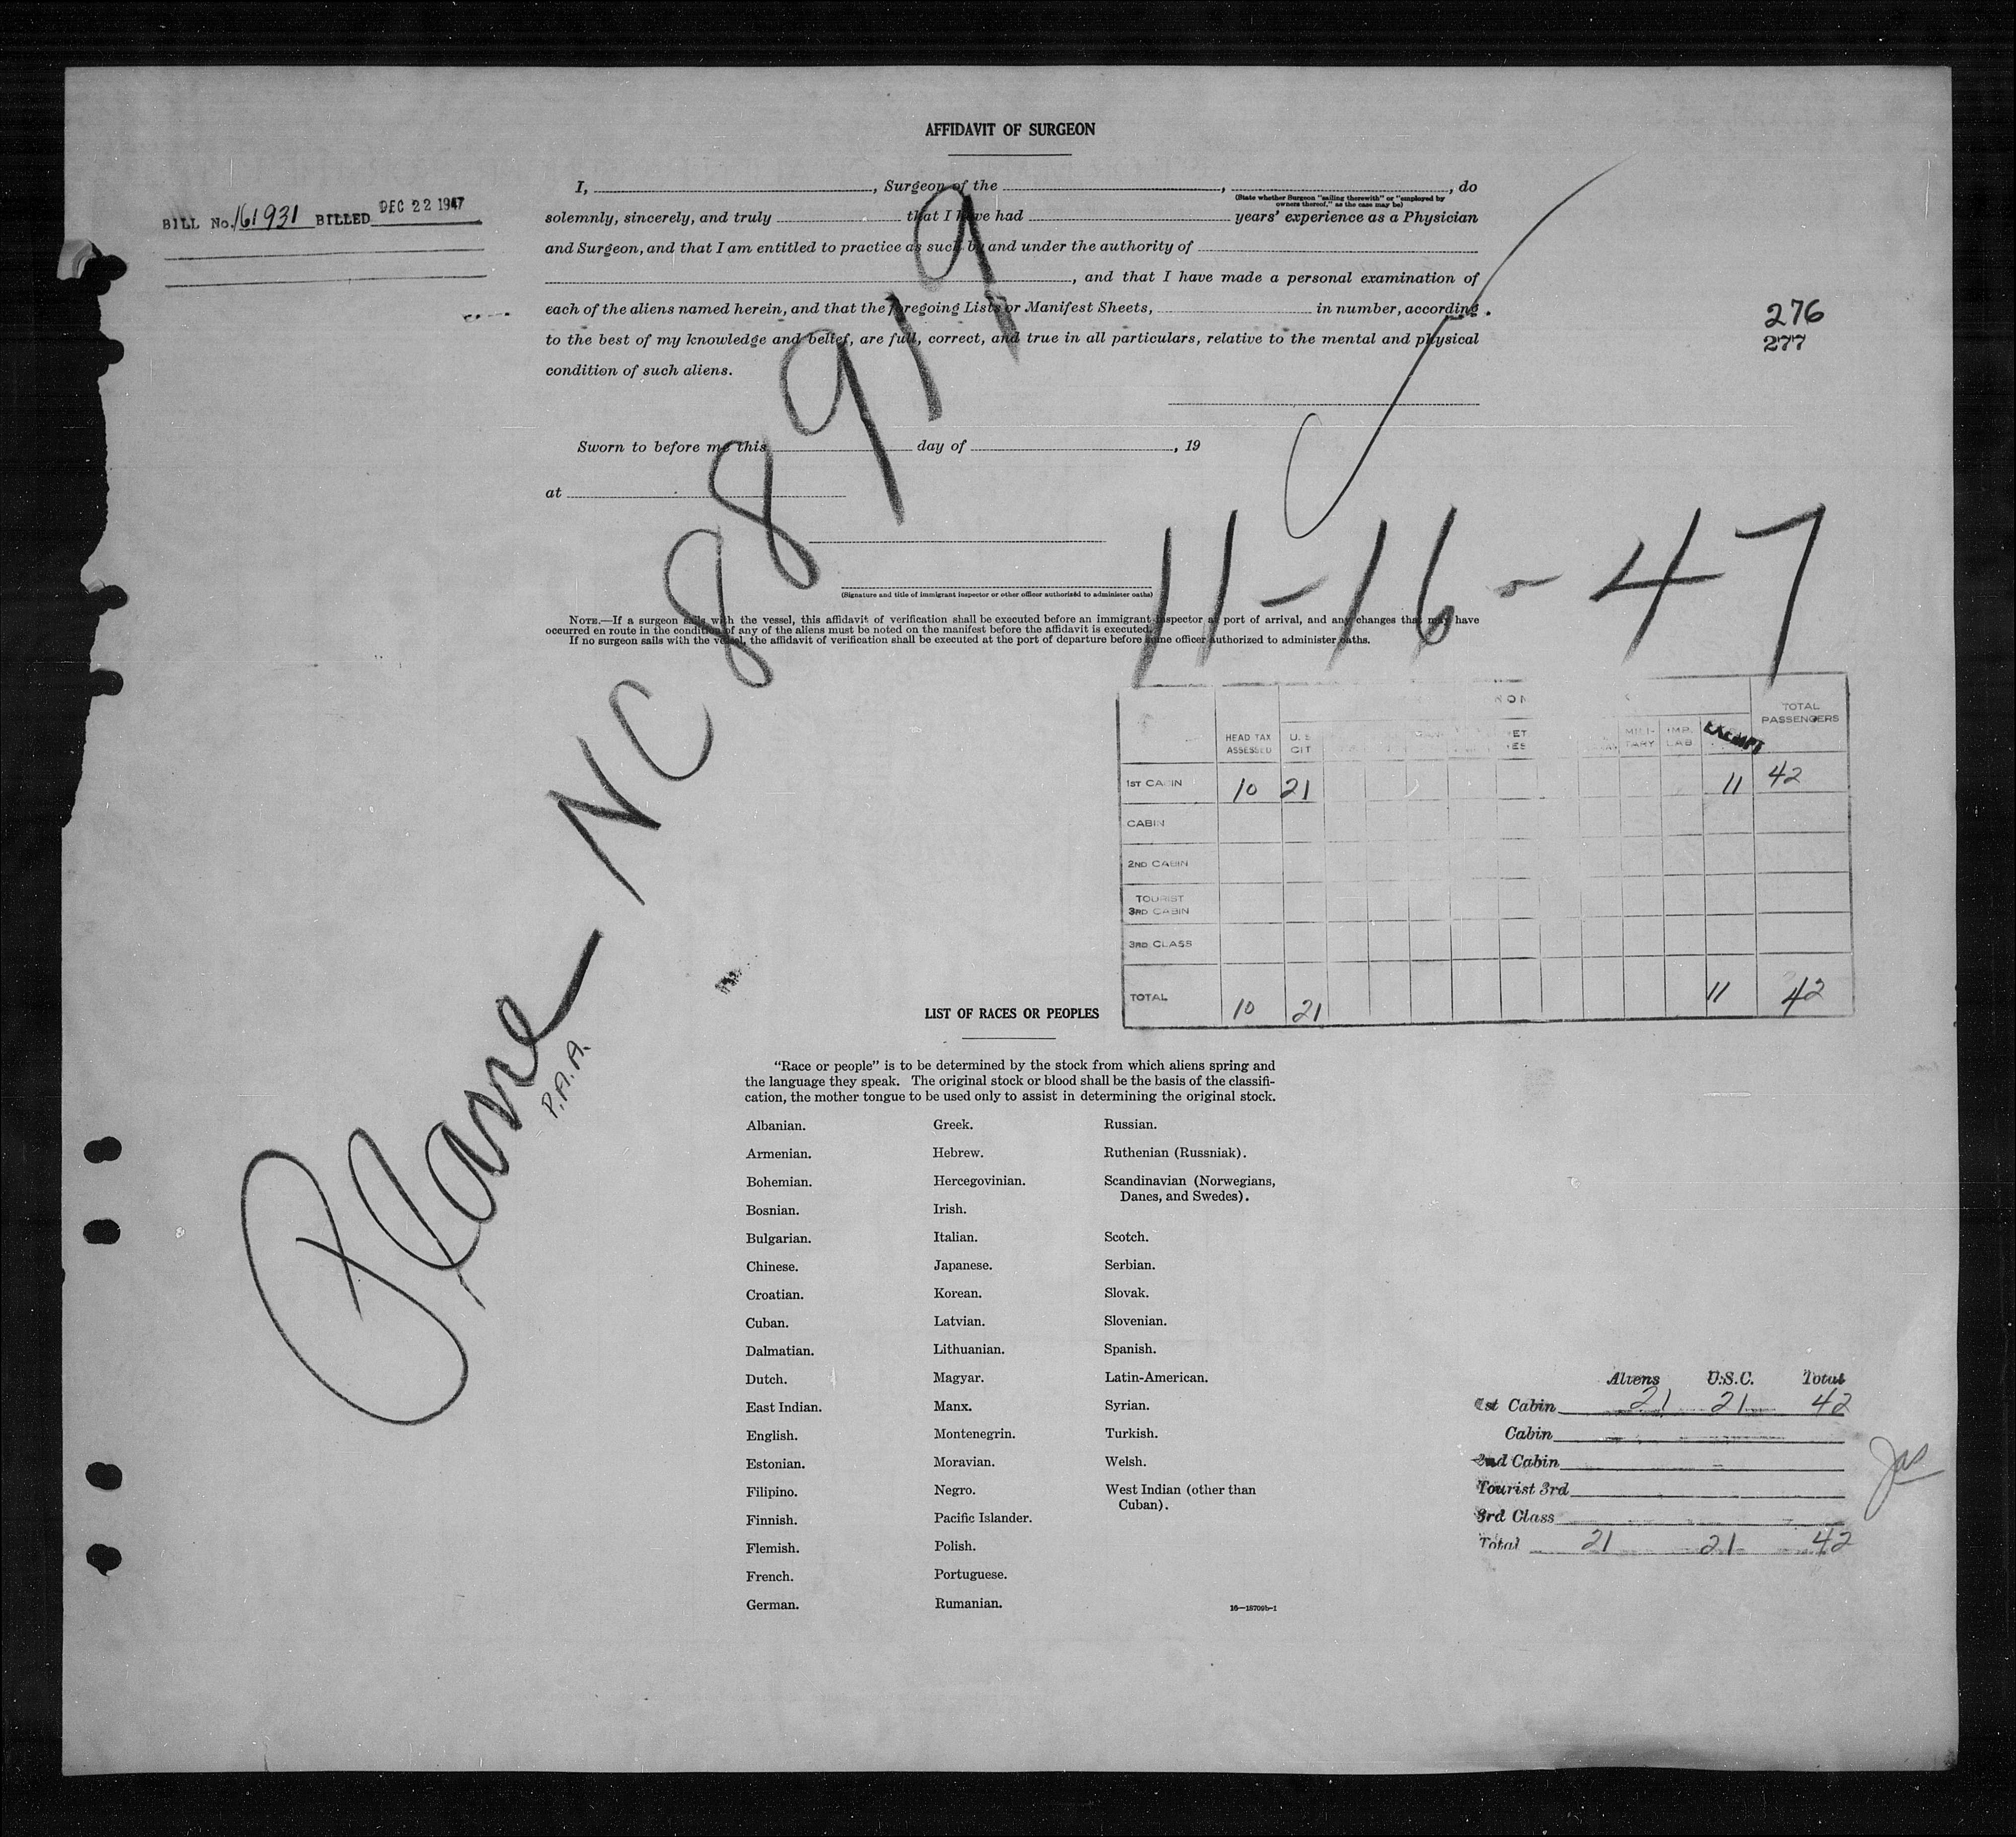 AFFIDAVIT OF SURGEON
I, , Surgeon of the , , do
(State whether Surgeon "sailing therewith" or "employed by
owners thereof," as the case may be)
solemnly, sincerely, and truly that I have had years' experience as a Physician
and Surgeon, and that I am entitled to practice as such by and under the authority of
, and that I have made a personal examination of
each of the aliens named herein, and that the foregoing Lists or Manifest Sheets, in number, according
to the best of my knowledge and belief, are full, correct, and true in all particulars, relative to the mental and physical
condition of such aliens.
BILL No. 161931 BILLED DEC 22 1947
276
277
Sworn to before me this day of , 19
at
(Signature and title of immigrant inspector or other officer authorized to administer oaths)
NOTE.—If a surgeon sails with the vessel, this affidavit of verification shall be executed before an immigrant inspector at port of arrival, and any changes that may have
occurred en route in the condition of any of the aliens must be noted on the manifest before the affidavit is executed.
If no surgeon sails with the vessel, the affidavit of verification shall be executed at the port of departure before some officer authorized to administer oaths.
Plane NC 88919
P.A.A.
11-16-47
HEAD TAX ASSESSED U.S. CIT MILI-TARY IMP. LAB EXEMPT TOTAL PASSENGERS
1ST CABIN 10 21 11 42
CABIN
2ND CABIN
TOURIST
3RD CABIN
3RD CLASS
TOTAL 10 21 11 42
LIST OF RACES OR PEOPLES
"Race or people" is to be determined by the stock from which aliens spring and
the language they speak. The original stock or blood shall be the basis of the classifi-
cation, the mother tongue to be used only to assist in determining the original stock.
Albanian.
Armenian.
Bohemian.
Bosnian.
Bulgarian.
Chinese.
Croatian.
Cuban.
Dalmatian.
Dutch.
East Indian.
English.
Estonian.
Filipino.
Finnish.
Flemish.
French.
German.
Greek.
Hebrew.
Hercegovinian.
Irish.
Italian.
Japanese.
Korean.
Latvian.
Lithuanian.
Magyar.
Manx.
Montenegrin.
Moravian.
Negro.
Pacific Islander.
Polish.
Portuguese.
Rumanian.
Russian.
Ruthenian (Russniak).
Scandinavian (Norwegians,
Danes, and Swedes).
Scotch.
Serbian.
Slovak.
Slovenian.
Spanish.
Latin-American.
Syrian.
Turkish.
Welsh.
West Indian (other than
Cuban).
16—18709b-1
Aliens U.S.C. Total
1st Cabin 21 21 42
Cabin
2nd Cabin
Tourist 3rd
3rd Class
Total 21 21 42